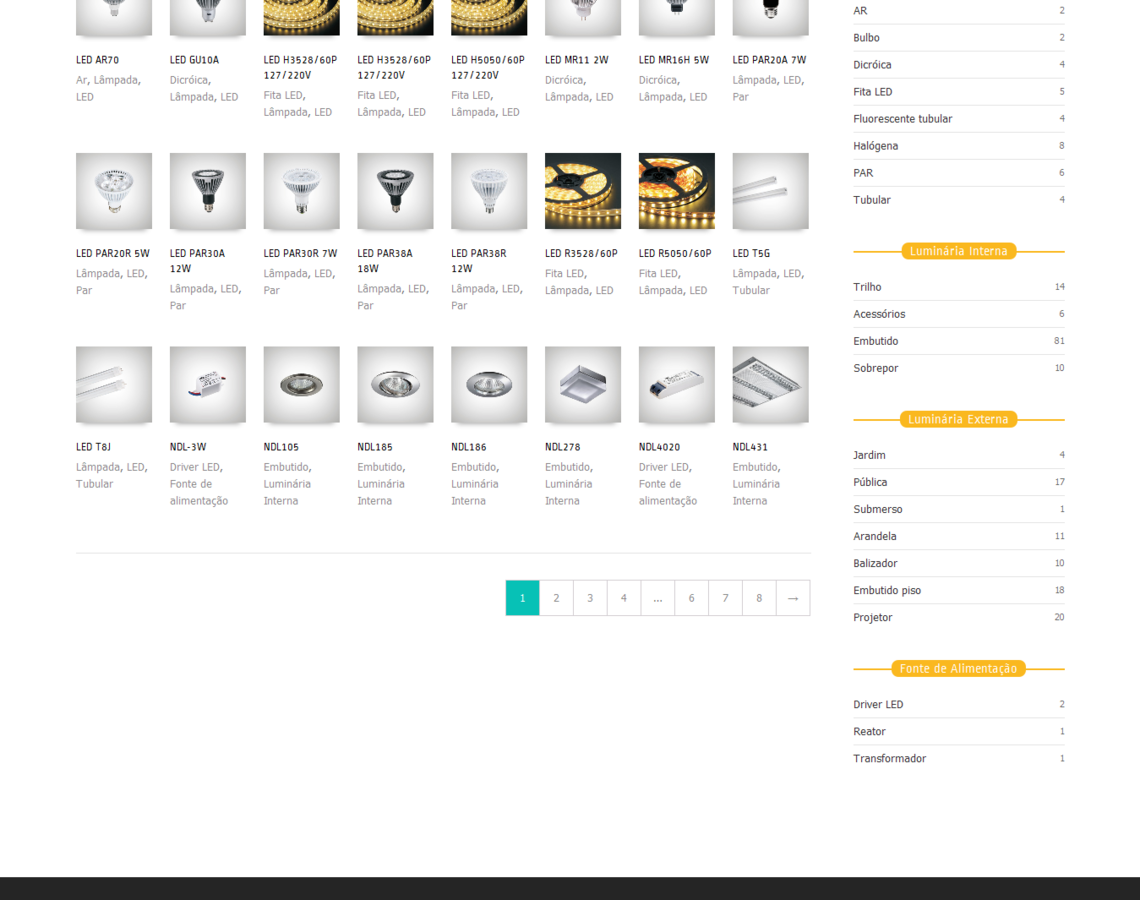 LED AR70
Ar, Lâmpada,
LED
LED GU10A
Dicróica,
Lâmpada, LED
LED H3528/60P
127/220V
Fita LED,
Lâmpada, LED
LED H3528/60P
127/220V
Fita LED,
Lâmpada, LED
LED H5050/60P
127/220V
Fita LED,
Lâmpada, LED
LED MR11 2W
Dicróica,
Lâmpada, LED
LED MR16H 5W
Dicróica,
Lâmpada, LED
LED PAR20A 7W
Lâmpada, LED,
Par
LED PAR20R 5W
Lâmpada, LED,
Par
LED PAR30A
12W
Lâmpada, LED,
Par
LED PAR30R 7W
Lâmpada, LED,
Par
LED PAR38A
18W
Lâmpada, LED,
Par
LED PAR38R
12W
Lâmpada, LED,
Par
LED R3528/60P
Fita LED,
Lâmpada, LED
LED R5050/60P
Fita LED,
Lâmpada, LED
LED T5G
Lâmpada, LED,
Tubular
LED T8J
Lâmpada, LED,
Tubular
NDL-3W
Driver LED,
Fonte de
alimentação
NDL105
Embutido,
Luminária
Interna
NDL185
Embutido,
Luminária
Interna
NDL186
Embutido,
Luminária
Interna
NDL278
Embutido,
Luminária
Interna
NDL4020
Driver LED,
Fonte de
alimentação
NDL431
Embutido,
Luminária
Interna
1 2 3 4 … 6 7 8 →
AR 2
Bulbo 2
Dicróica 4
Fita LED 5
Fluorescente tubular 4
Halógena 8
PAR 6
Tubular 4
Luminária Interna
Trilho 14
Acessórios 6
Embutido 81
Sobrepor 10
Luminária Externa
Jardim 4
Pública 17
Submerso 1
Arandela 11
Balizador 10
Embutido piso 18
Projetor 20
Fonte de Alimentação
Driver LED 2
Reator 1
Transformador 1